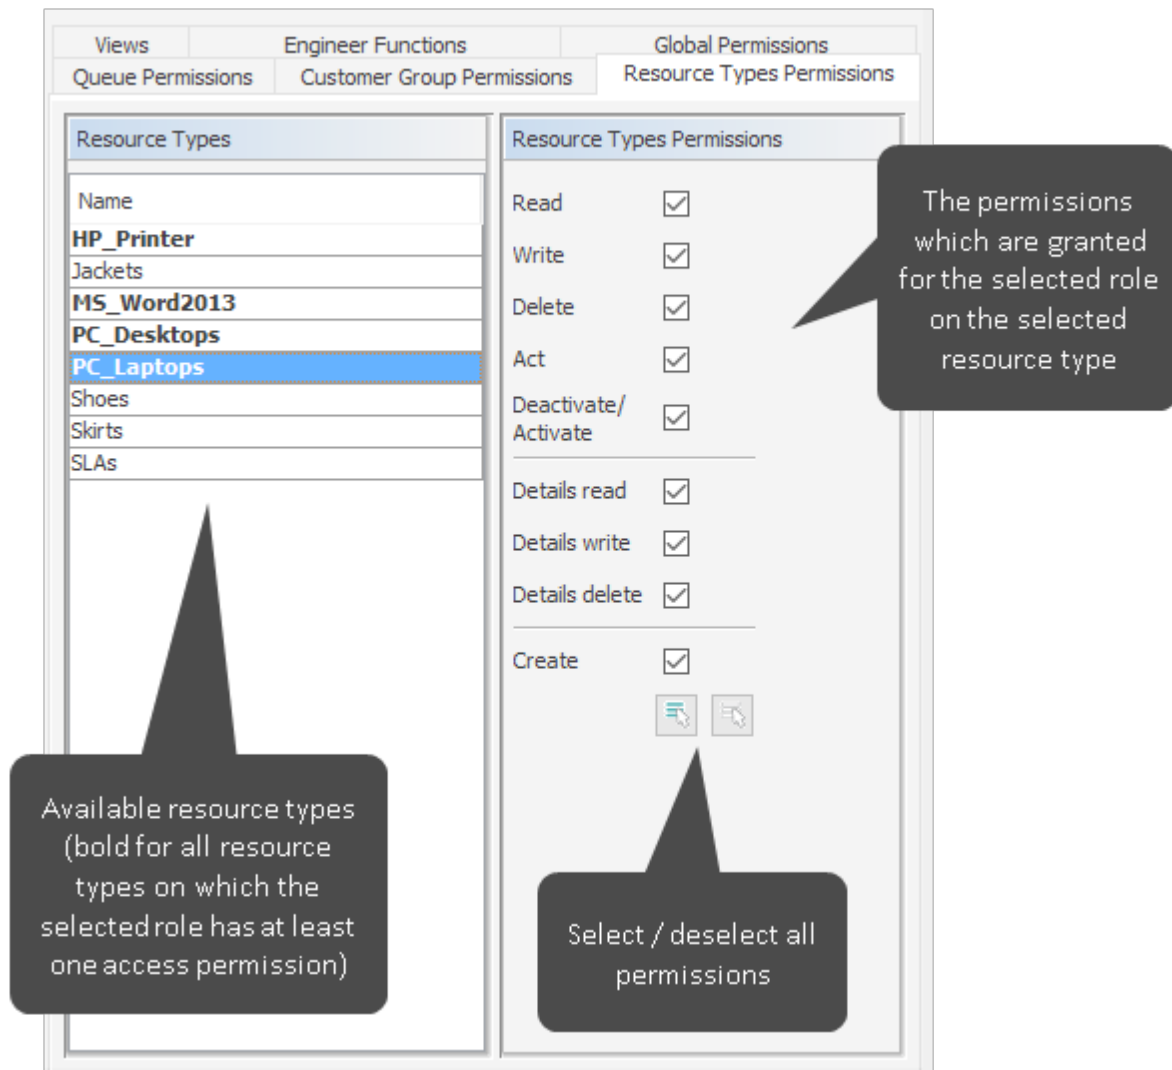 Views
Engineer Functions
Global Permissions
Queue Permissions
Customer Group Permissions
Resource Types Permissions
Resource Types
Name
HP_Printer
Jackets
MS_Word2013
PC_Desktops
PC_Laptops
Shoes
Skirts
SLAs
Resource Types Permissions
Read
Write
Delete
Act
Deactivate/
Activate
Details read
Details write
Details delete
Create
The permissions
which are granted
for the selected role
on the selected
resource type
Available resource types
(bold for all resource
types on which the
selected role has at least
one access permission)
Select / deselect all
permissions